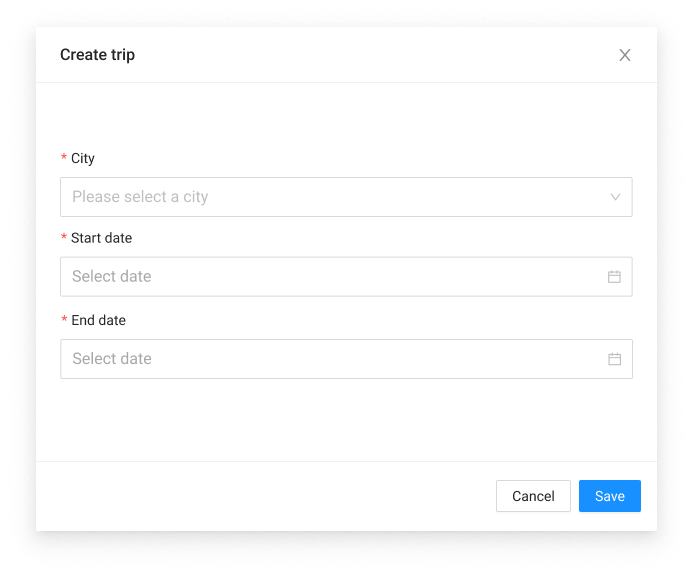 Create trip
* City
Please select a city
* Start date
Select date
* End date
Select date
Cancel Save